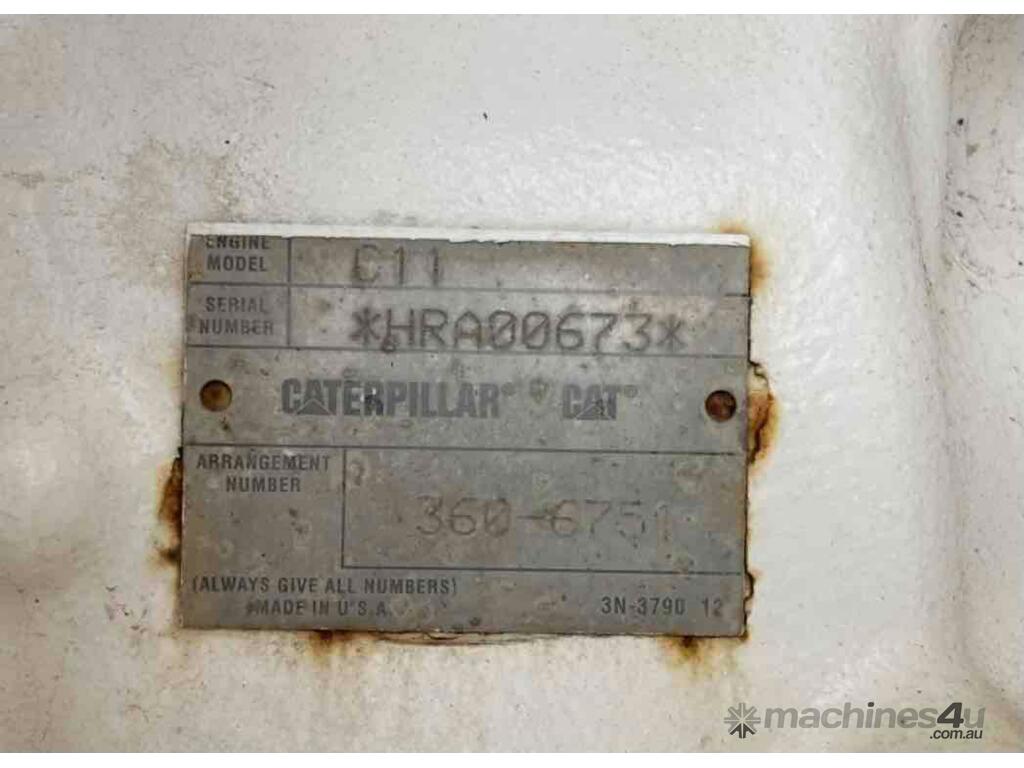 ENGINE
MODEL
C11
SERIAL
NUMBER
*HRA00673*
CATERPILLAR® CAT®
ARRANGEMENT
NUMBER
360-6751
(ALWAYS GIVE ALL NUMBERS)
MADE IN U.S.A.
3N-3790 12
machines4u
.com.au